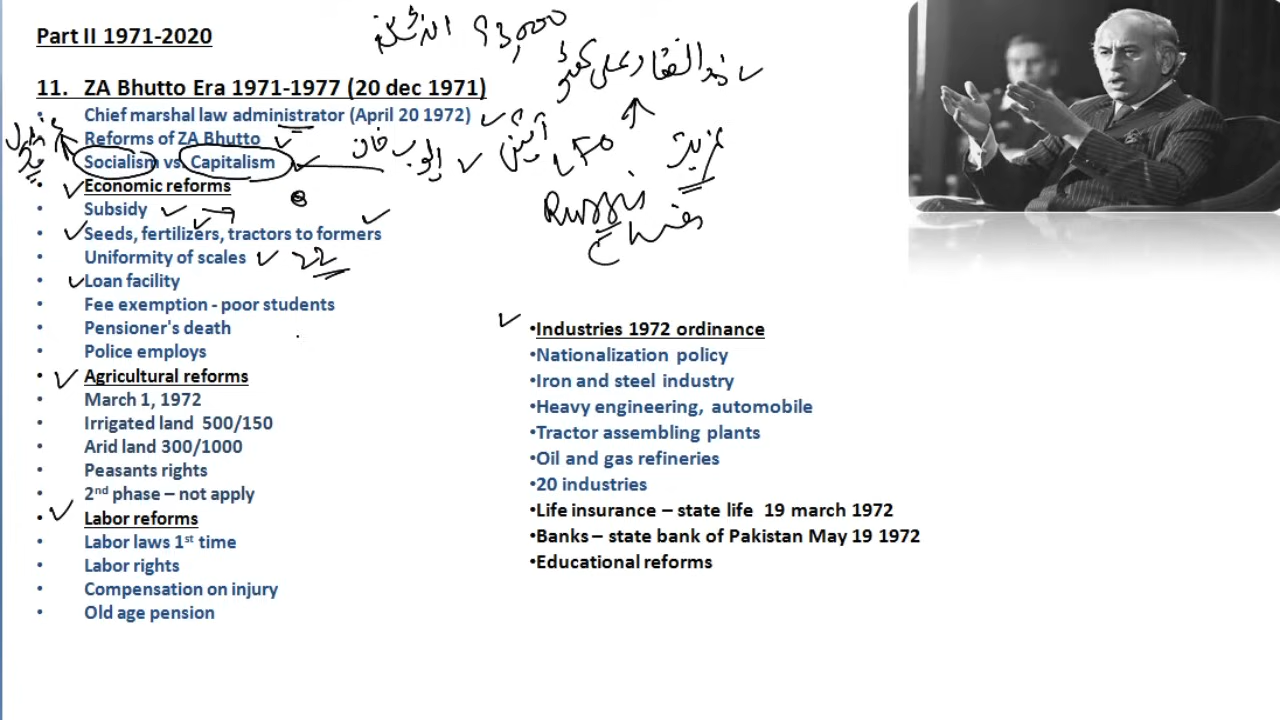 Part II 1971-2020
93,000
11. ZA Bhutto Era 1971-1977 (20 dec 1971)
• Chief marshal law administrator (April 20 1972)
• Reforms of ZA Bhutto
آئین
LFO
غربت
• Socialism vs. Capitalism
ایوب خان
• Economic reforms
• Subsidy
Russia
• Seeds, fertilizers, tractors to formers
• Uniformity of scales
22
• Loan facility
• Fee exemption - poor students
• Pensioner's death
• Police employs
• Agricultural reforms
• March 1, 1972
• Irrigated land 500/150
• Arid land 300/1000
• Peasants rights
• 2nd phase – not apply
• Labor reforms
• Labor laws 1st time
• Labor rights
• Compensation on injury
• Old age pension
•Industries 1972 ordinance
•Nationalization policy
•Iron and steel industry
•Heavy engineering, automobile
•Tractor assembling plants
•Oil and gas refineries
•20 industries
•Life insurance – state life 19 march 1972
•Banks – state bank of Pakistan May 19 1972
•Educational reforms